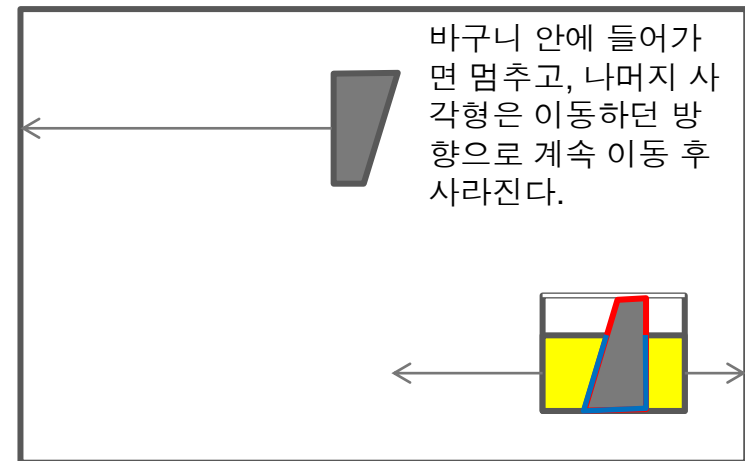 바구니 안에 들어가
면 멈추고, 나머지 사
각형은 이동하던 방
향으로 계속 이동 후
사라진다.